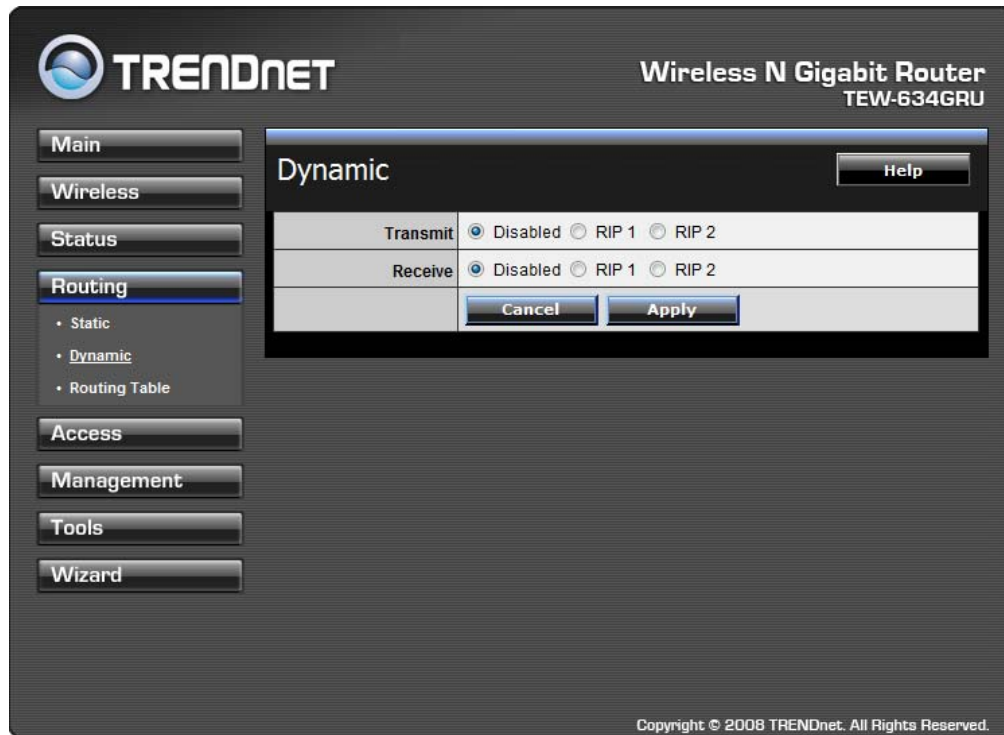 TRENDNET
Wireless N Gigabit Router
TEW-634GRU
Main
Wireless
Status
Routing
• Static
• Dynamic
• Routing Table
Access
Management
Tools
Wizard
Dynamic
Help
Transmit Disabled RIP 1 RIP 2
Receive Disabled RIP 1 RIP 2
Cancel Apply
Copyright © 2008 TRENDnet. All Rights Reserved.